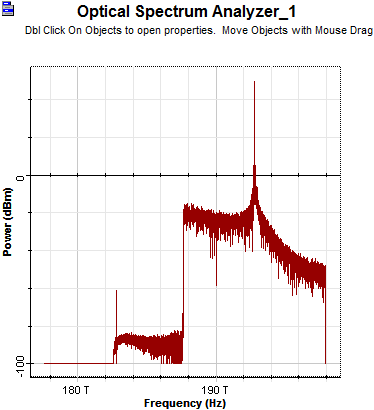 Optical Spectrum Analyzer_1
Dbl Click On Objects to open properties. Move Objects with Mouse Drag
Power (dBm)
0
-100
180 T
190 T
Frequency (Hz)